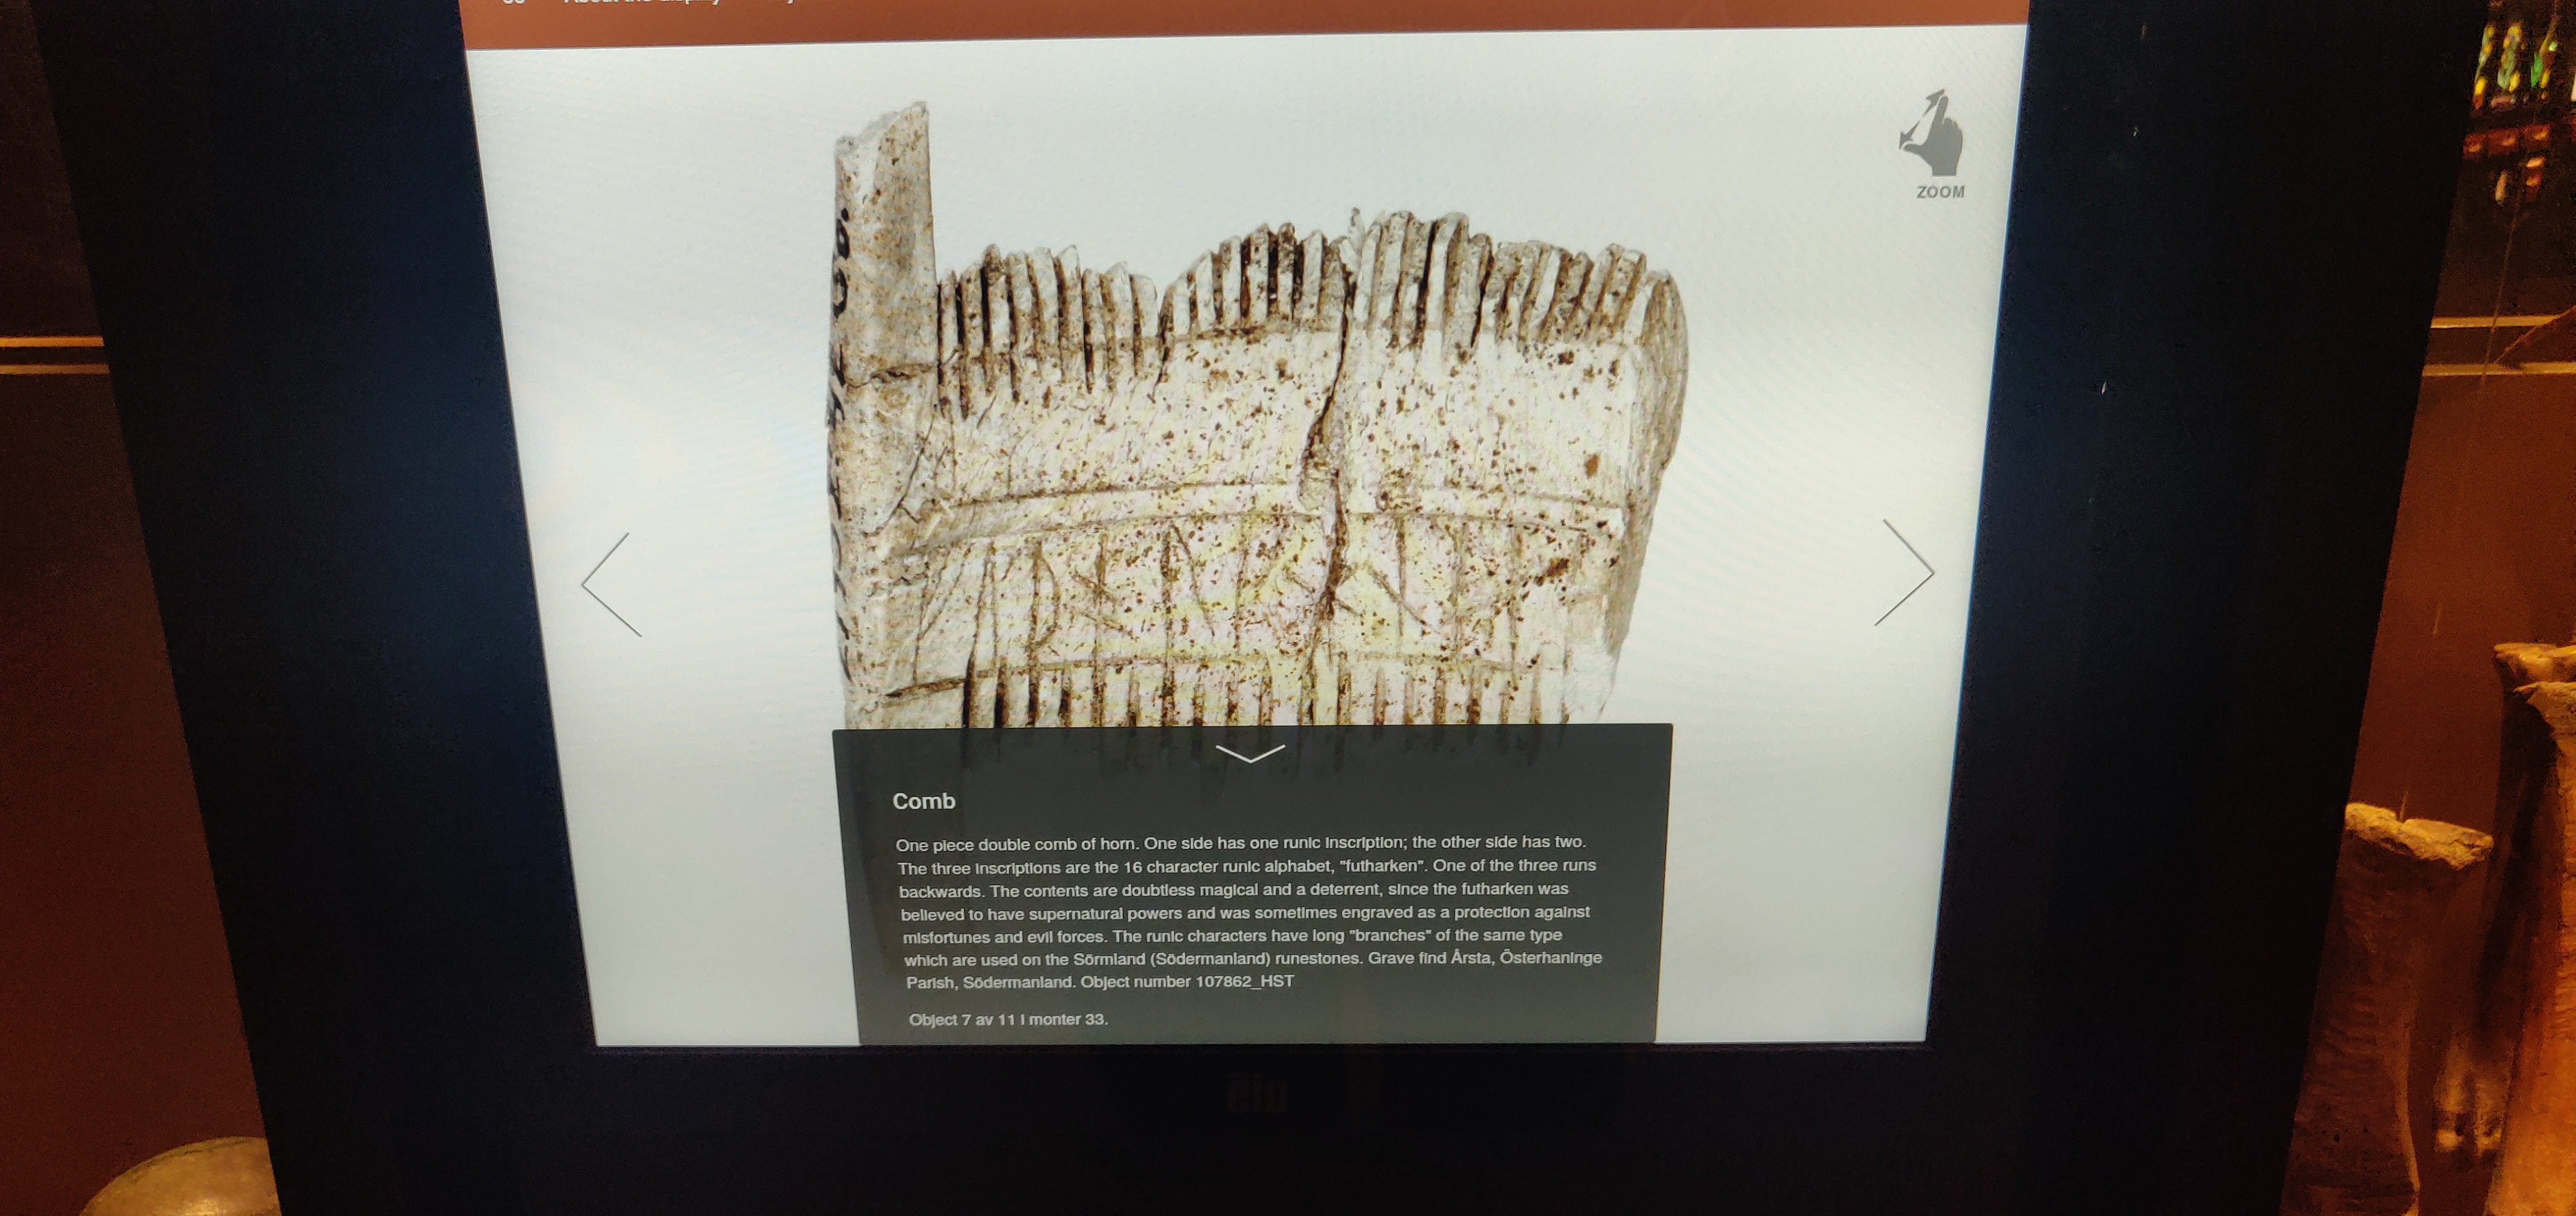 ZOOM
Comb
One piece double comb of horn. One side has one runic inscription; the other side has two.
The three inscriptions are the 16 character runic alphabet, "futharken". One of the three runs
backwards. The contents are doubtless magical and a deterrent, since the futharken was
believed to have supernatural powers and was sometimes engraved as a protection against
misfortunes and evil forces. The runic characters have long "branches" of the same type
which are used on the Sörmland (Södermanland) runestones. Grave find Årsta, Österhaninge
Parish, Södermanland. Object number 107862_HST
Object 7 av 11 i monter 33.
elo